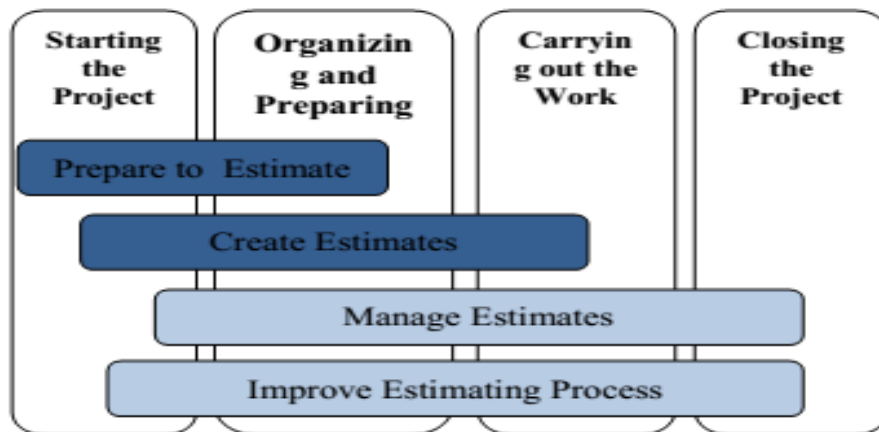 Starting
the
Project
Organizin
g and
Preparing
Carryin
g out the
Work
Closing
the
Project
Prepare to Estimate
Create Estimates
Manage Estimates
Improve Estimating Process